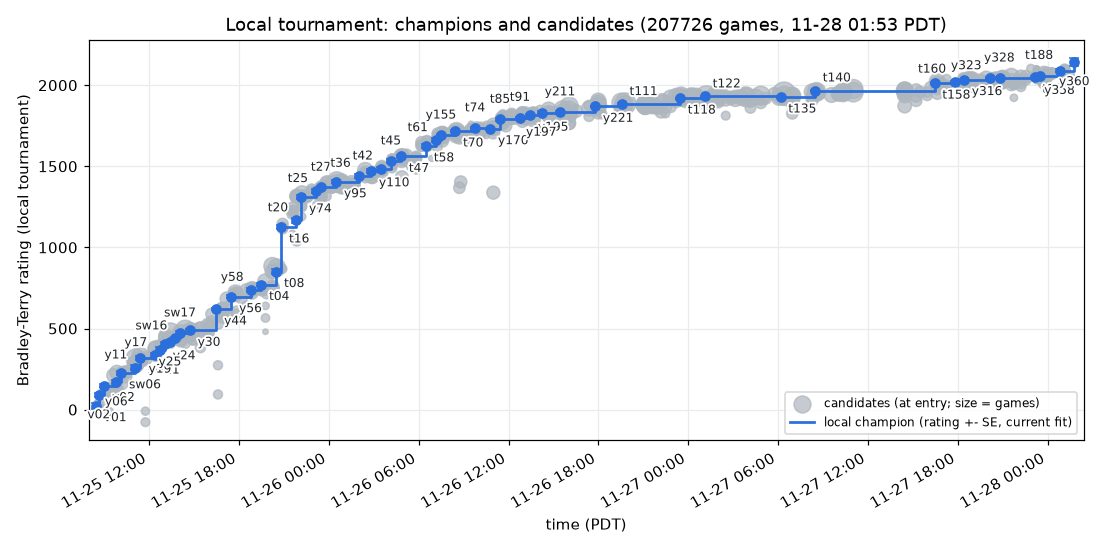 Local tournament: champions and candidates (207726 games, 11-28 01:53 PDT)
Bradley-Terry rating (local tournament)
2000
1500
1000
500
0
t188
y328
y323
t160
y360
t140
t122
y316
t158
y211
t111
t91
t85
t118
t135
t74
y155
y221
y197
t61
y170
t70
t45
t58
t42
t36
t27
t47
t25
y110
y95
t20
y74
t16
y58
t08
t04
y56
sw17
y44
sw16
y17
y30
y11
y24
y25
sw06
y06
y02
candidates (at entry; size = games)
local champion (rating +- SE, current fit)
11-25 12:00
11-25 18:00
11-26 00:00
11-26 06:00
11-26 12:00
11-26 18:00
11-27 00:00
11-27 06:00
11-27 12:00
11-27 18:00
11-28 00:00
time (PDT)